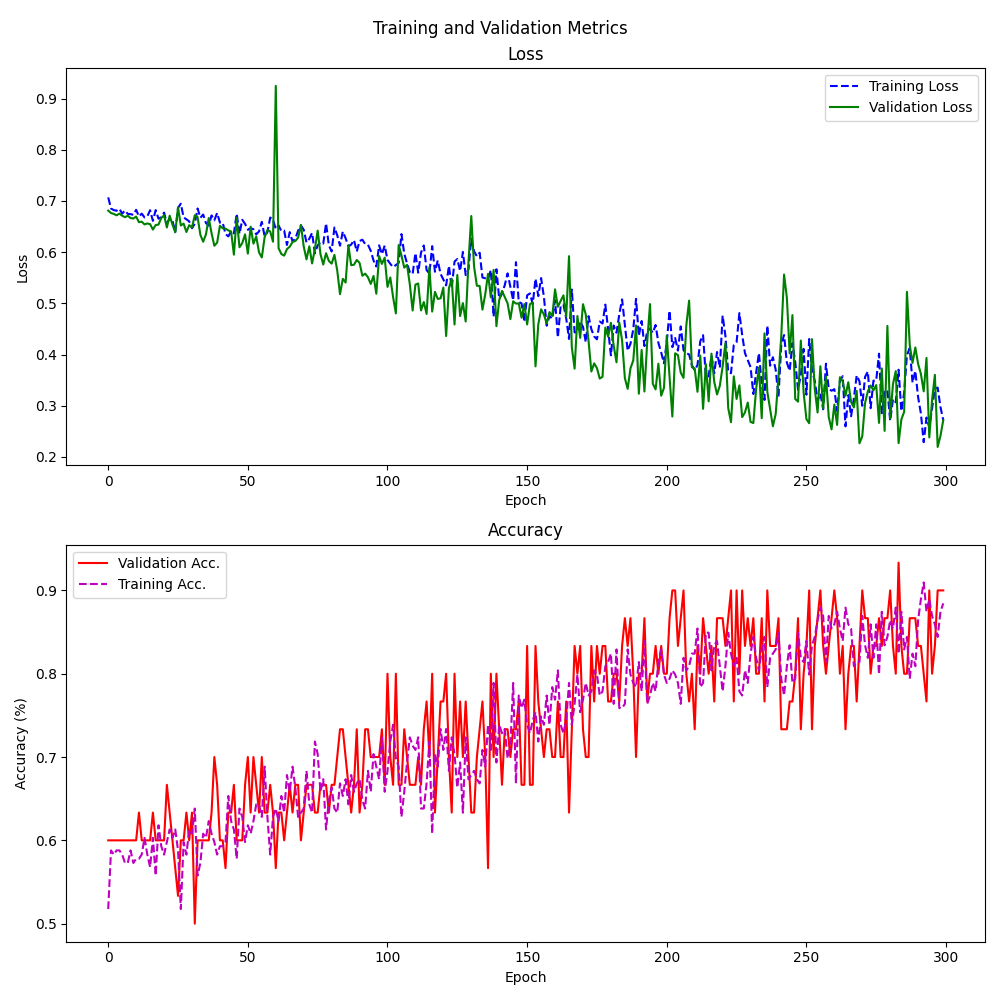 Training and Validation Metrics
Loss
Training Loss
Validation Loss
0.9
0.8
0.7
0.6
0.5
0.4
0.3
0.2
Loss
0 50 100 150 200 250 300
Epoch
Accuracy
Validation Acc.
Training Acc.
0.9
0.8
0.7
0.6
0.5
Accuracy (%)
0 50 100 150 200 250 300
Epoch